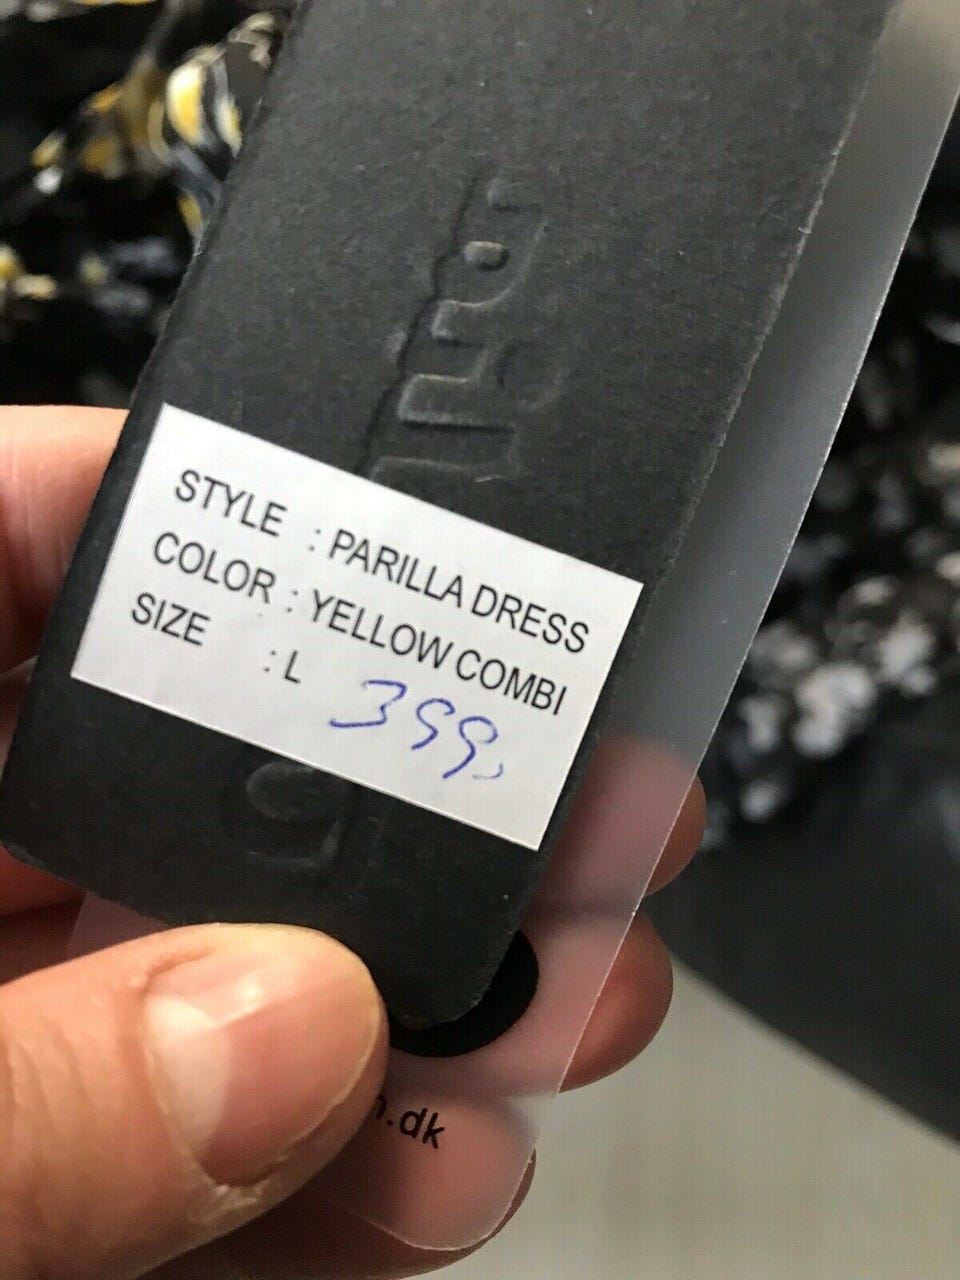 STYLE : PARILLA DRESS
COLOR : YELLOW COMBI
SIZE : L
399,
.dk